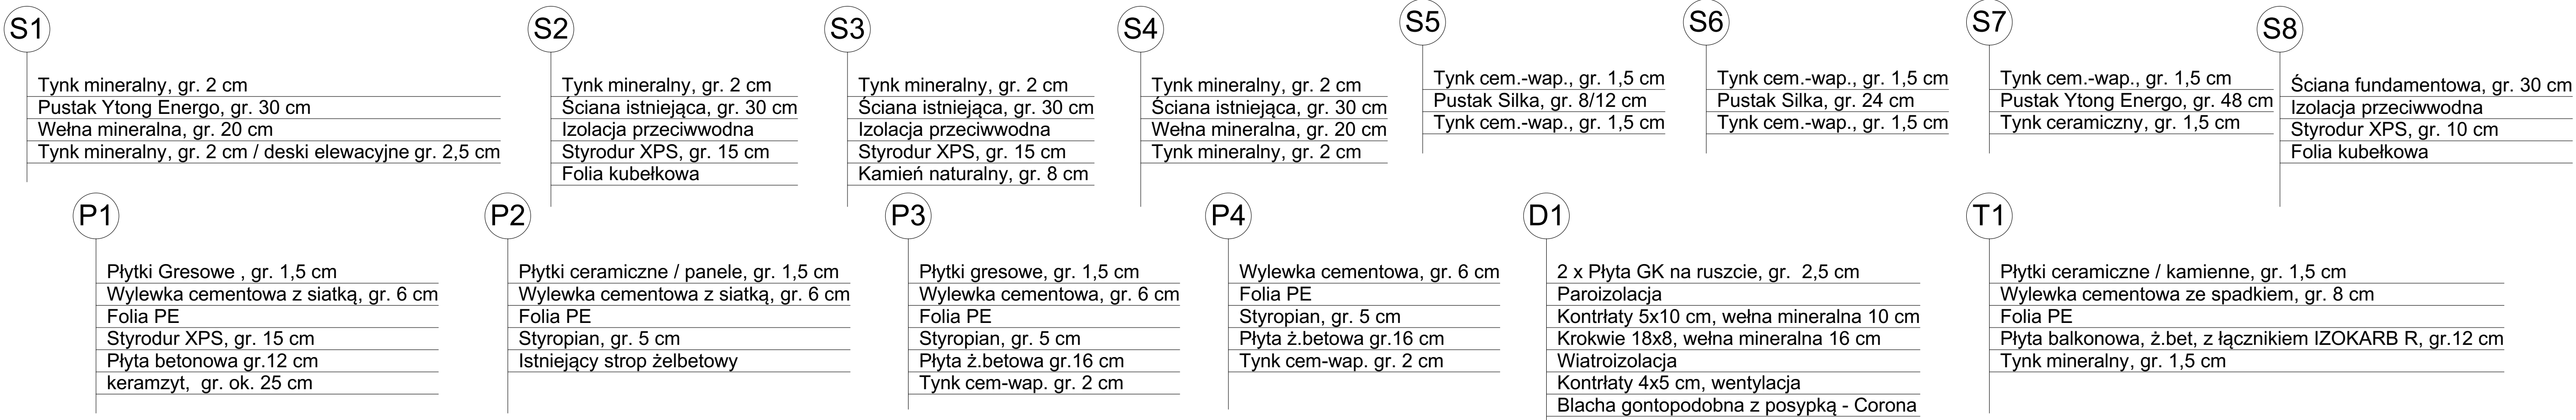 S1
Tynk mineralny, gr. 2 cm
Pustak Ytong Energo, gr. 30 cm
Wełna mineralna, gr. 20 cm
Tynk mineralny, gr. 2 cm / deski elewacyjne gr. 2,5 cm
S2
Tynk mineralny, gr. 2 cm
Ściana istniejąca, gr. 30 cm
Izolacja przeciwwodna
Styrodur XPS, gr. 15 cm
Folia kubełkowa
S3
Tynk mineralny, gr. 2 cm
Ściana istniejąca, gr. 30 cm
Izolacja przeciwwodna
Styrodur XPS, gr. 15 cm
Kamień naturalny, gr. 8 cm
S4
Tynk mineralny, gr. 2 cm
Ściana istniejąca, gr. 30 cm
Wełna mineralna, gr. 20 cm
Tynk mineralny, gr. 2 cm
S5
Tynk cem.-wap., gr. 1,5 cm
Pustak Silka, gr. 8/12 cm
Tynk cem.-wap., gr. 1,5 cm
S6
Tynk cem.-wap., gr. 1,5 cm
Pustak Silka, gr. 24 cm
Tynk cem.-wap., gr. 1,5 cm
S7
Tynk cem.-wap., gr. 1,5 cm
Pustak Ytong Energo, gr. 48 cm
Tynk ceramiczny, gr. 1,5 cm
S8
Ściana fundamentowa, gr. 30 cm
Izolacja przeciwwodna
Styrodur XPS, gr. 10 cm
Folia kubełkowa
P1
Płytki Gresowe , gr. 1,5 cm
Wylewka cementowa z siatką, gr. 6 cm
Folia PE
Styrodur XPS, gr. 15 cm
Płyta betonowa gr.12 cm
keramzyt, gr. ok. 25 cm
P2
Płytki ceramiczne / panele, gr. 1,5 cm
Wylewka cementowa z siatką, gr. 6 cm
Folia PE
Styropian, gr. 5 cm
Istniejący strop żelbetowy
P3
Płytki gresowe, gr. 1,5 cm
Wylewka cementowa, gr. 6 cm
Folia PE
Styropian, gr. 5 cm
Płyta ż.betowa gr.16 cm
Tynk cem-wap. gr. 2 cm
P4
Wylewka cementowa, gr. 6 cm
Folia PE
Styropian, gr. 5 cm
Płyta ż.betowa gr.16 cm
Tynk cem-wap. gr. 2 cm
D1
2 x Płyta GK na ruszcie, gr. 2,5 cm
Paroizolacja
Kontrłaty 5x10 cm, wełna mineralna 10 cm
Krokwie 18x8, wełna mineralna 16 cm
Wiatroizolacja
Kontrłaty 4x5 cm, wentylacja
Blacha gontopodobna z posypką - Corona
T1
Płytki ceramiczne / kamienne, gr. 1,5 cm
Wylewka cementowa ze spadkiem, gr. 8 cm
Folia PE
Płyta balkonowa, ż.bet, z łącznikiem IZOKARB R, gr.12 cm
Tynk mineralny, gr. 1,5 cm